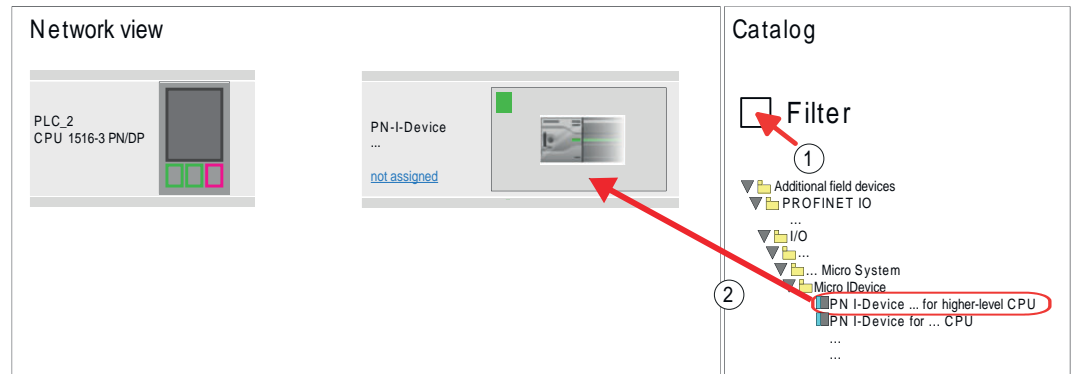 Network view
PLC_2
CPU 1516-3 PN/DP
PN-I-Device
...
not assigned
Catalog
Filter
1
Additional field devices
PROFINET IO
...
I/O
...
... Micro System
Micro IDevice
2
PN I-Device ... for higher-level CPU
PN I-Device for ... CPU
...
...